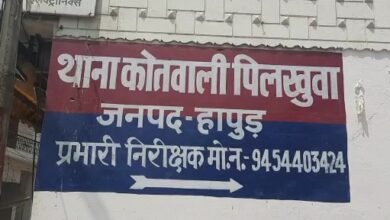 थाना कोतवाली पिलखुवा
जनपद-हापुड़
प्रभारी निरीक्षक मो.न.:-9454403424